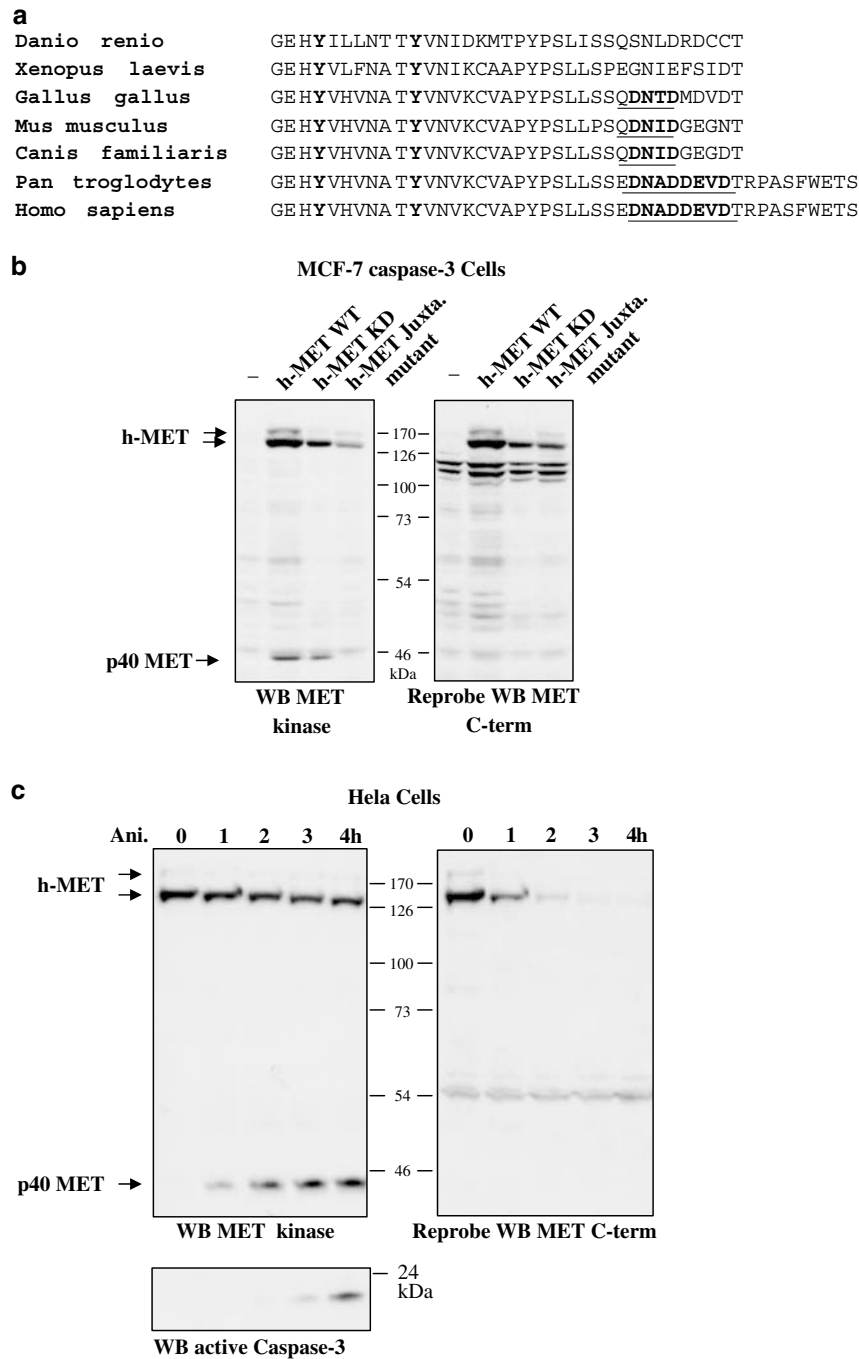 a
Danio renio GEHYILLNTTYVNIDKMTPYPSLISSQSNLDRDCCT
Xenopus laevis GEHYVLFNATYVNIKCAAPYPSLLSPEGNIEFSIDT
Gallus gallus GEHYVHVNATYVNVKCVAPYPSLLSSQDNTDMDVDT
Mus musculus GEHYVHVNATYVNVKCVAPYPSLLPSQDNIDGEGNT
Canis familiaris GEHYVHVNATYVNVKCVAPYPSLLSSQDNIDGEGDT
Pan troglodytes GEHYVHVNATYVNVKCVAPYPSLLSSEDNADDEVDTRPASFWETS
Homo sapiens GEHYVHVNATYVNVKCVAPYPSLLSSEDNADDEVDTRPASFWETS
b
MCF-7 caspase-3 Cells
– h-MET WT h-MET KD h-MET Juxta. mutant – h-MET WT h-MET KD h-MET Juxta. mutant
h-MET
170
126
100
73
54
p40 MET
46
kDa
WB MET
kinase
Reprobe WB MET
C-term
c
Hela Cells
Ani. 0 1 2 3 4h 0 1 2 3 4h
h-MET
170
126
100
73
54
46
p40 MET
WB MET kinase
Reprobe WB MET C-term
24
kDa
WB active Caspase-3